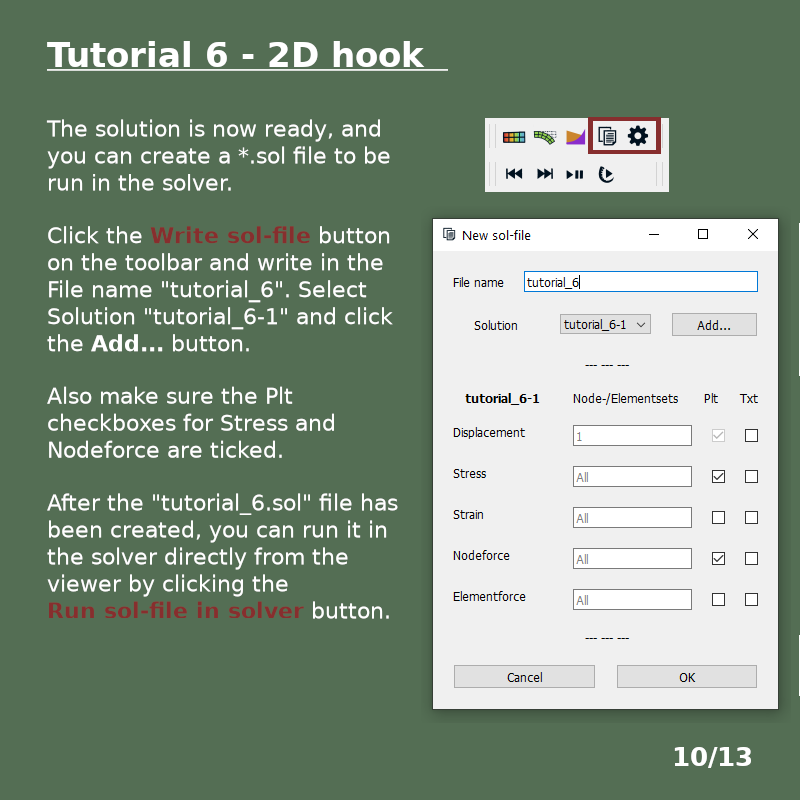 Tutorial 6 - 2D hook
The solution is now ready, and
you can create a *.sol file to be
run in the solver.
Click the Write sol-file button
on the toolbar and write in the
File name "tutorial_6". Select
Solution "tutorial_6-1" and click
the Add... button.
Also make sure the Plt
checkboxes for Stress and
Nodeforce are ticked.
After the "tutorial_6.sol" file has
been created, you can run it in
the solver directly from the
viewer by clicking the
Run sol-file in solver button.
New sol-file
File name tutorial_6
Solution tutorial_6-1 Add...
--- --- ---
tutorial_6-1 Node-/Elementsets Plt Txt
Displacement 1
Stress All
Strain All
Nodeforce All
Elementforce All
--- --- ---
Cancel OK
10/13